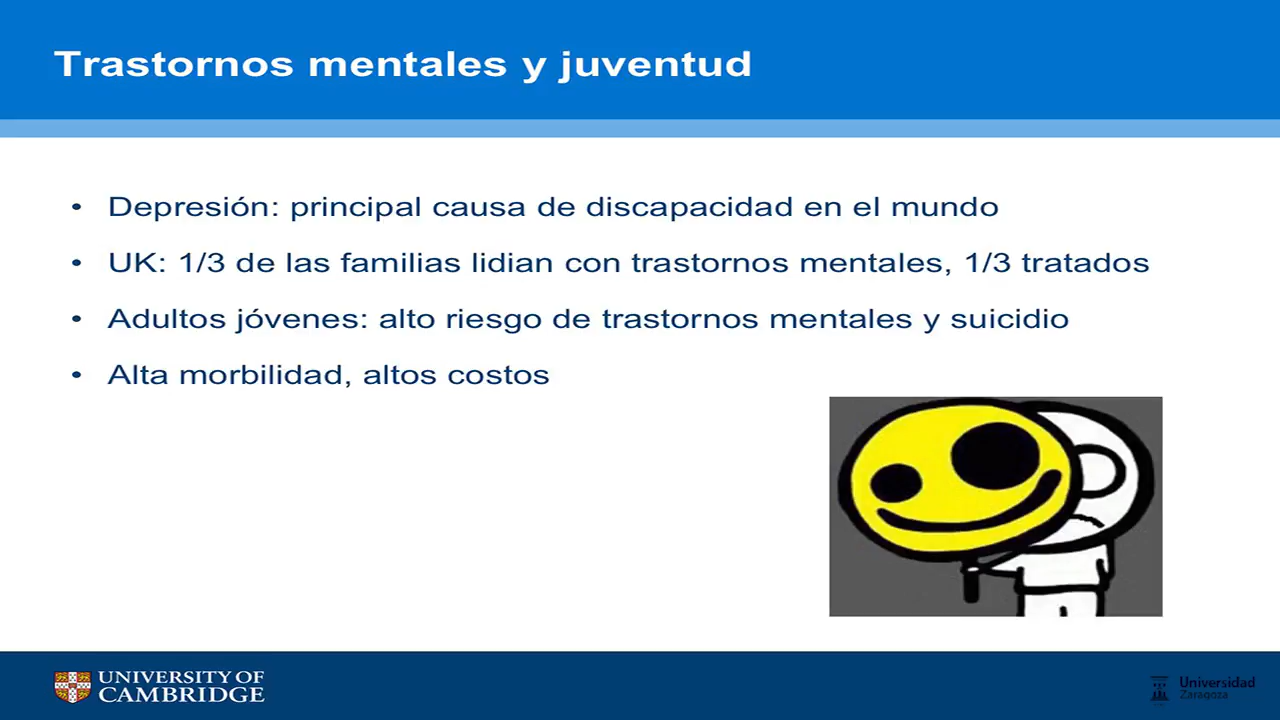 Trastornos mentales y juventud
• Depresión: principal causa de discapacidad en el mundo
• UK: 1/3 de las familias lidian con trastornos mentales, 1/3 tratados
• Adultos jóvenes: alto riesgo de trastornos mentales y suicidio
• Alta morbilidad, altos costos
UNIVERSITY OF
CAMBRIDGE
Universidad
Zaragoza